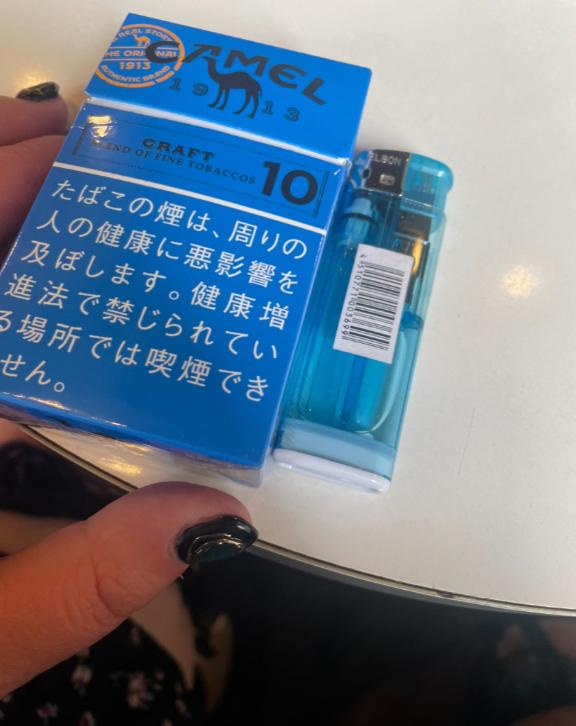 REAL STORY
THE ORIGINAL
1913
AUTHENTIC BRAND
CAMEL
1913
CRAFT
BLEND OF FINE TOBACCOS
10
たばこの煙は、周りの
人の健康に悪影響を
及ぼします。健康増
進法で禁じられてい
る場所では喫煙でき
せん。
ELBON